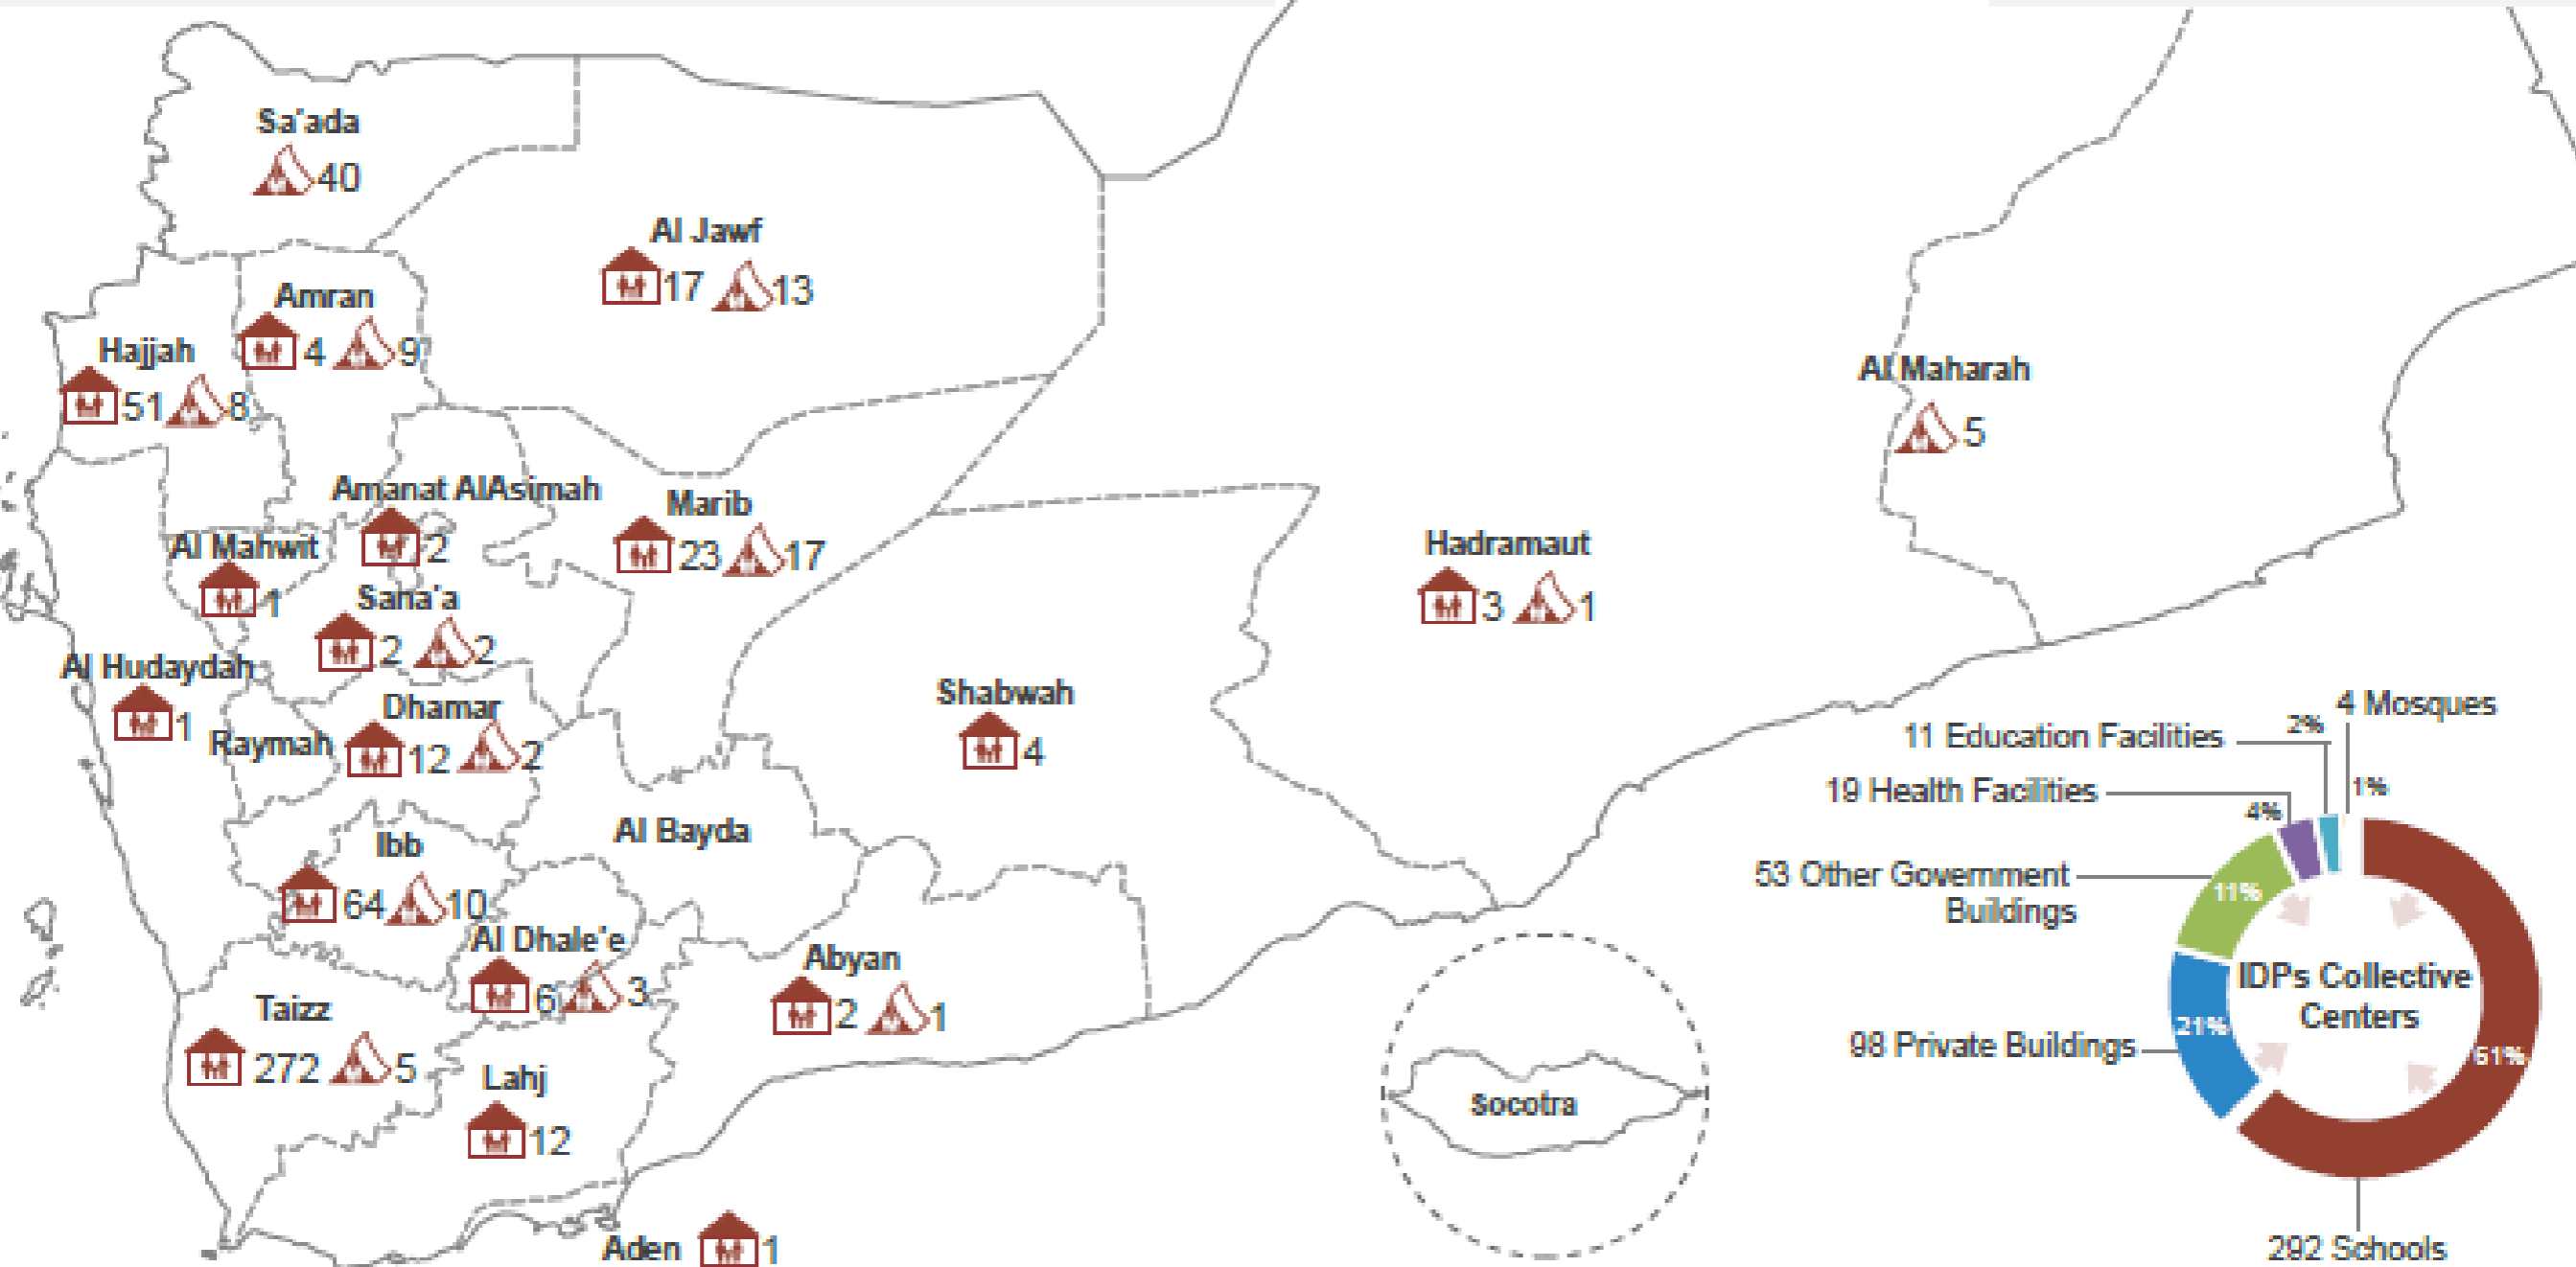 Sa'ada
40
Al Jawf
17 13
Amran
4 9
Hajjah
51 8
Al Maharah
5
Amanat AlAsimah
2
Marib
23 17
Al Mahwit
1
Hadramaut
3 1
Sana'a
2 2
Al Hudaydah
1
Shabwah
4
Dhamar
12 2
Raymah
Al Bayda
Ibb
64 10
Al Dhale'e
6 3
Abyan
2 1
Taizz
272 5
Lahj
12
Aden 1
Socotra
4 Mosques
1%
11 Education Facilities
2%
19 Health Facilities
4%
53 Other Government
Buildings
11%
98 Private Buildings
21%
IDPs Collective
Centers
61%
292 Schools